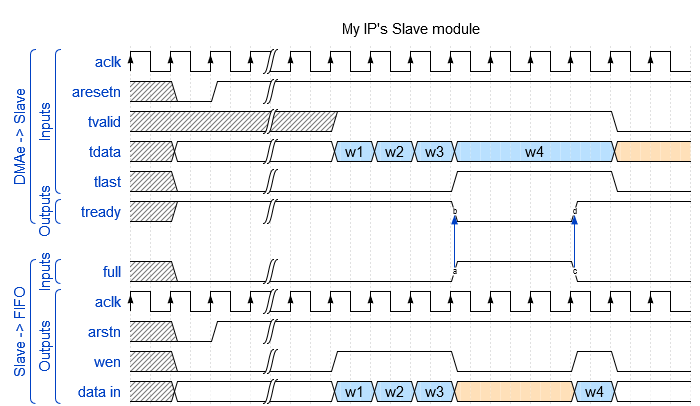 My IP's Slave module
DMAe -> Slave
Inputs
aclk
aresetn
tvalid
tdata w1 w2 w3 w4
tlast
Outputs
tready b d
Slave -> FIFO
Inputs
full a c
Outputs
aclk
arstn
wen
data in w1 w2 w3 w4